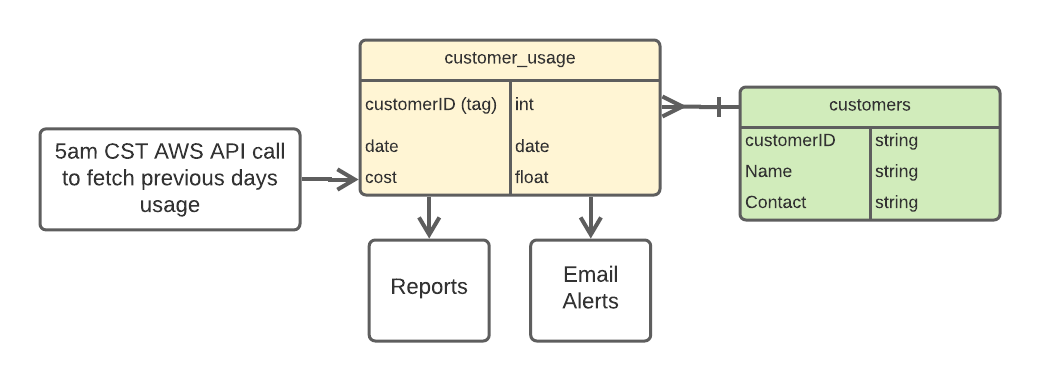 customer_usage
customerID (tag) int
date date
cost float
customers
customerID string
Name string
Contact string
5am CST AWS API call
to fetch previous days
usage
Reports
Email
Alerts